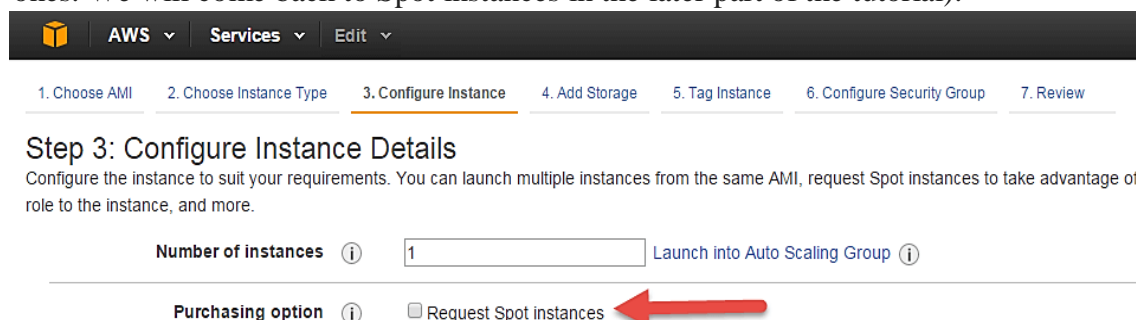 ones. We will come back to Spot instances in the later part of the tutorial).
AWS Services Edit
1. Choose AMI 2. Choose Instance Type 3. Configure Instance 4. Add Storage 5. Tag Instance 6. Configure Security Group 7. Review
Step 3: Configure Instance Details
Configure the instance to suit your requirements. You can launch multiple instances from the same AMI, request Spot instances to take advantage of
role to the instance, and more.
Number of instances i 1 Launch into Auto Scaling Group i
Purchasing option i Request Spot instances